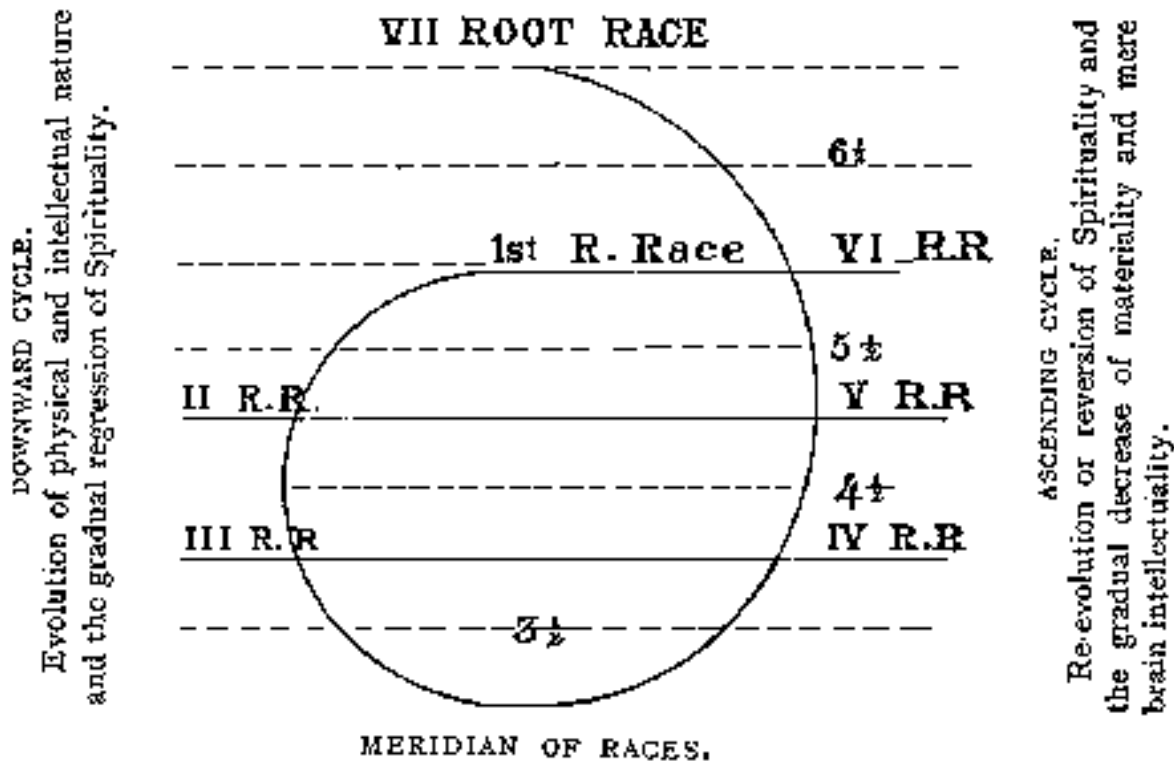 VII ROOT RACE
6½
1st R. Race VI R.R
5½
II R.R. V R.R
4½
III R.R IV R.R
3½
MERIDIAN OF RACES.
DOWNWARD CYCLE.
Evolution of physical and intellectual nature
and the gradual regression of Spirituality.
ASCENDING CYCLE.
Re-evolution or reversion of Spirituality and
the gradual decrease of materiality and mere
brain intellectuality.